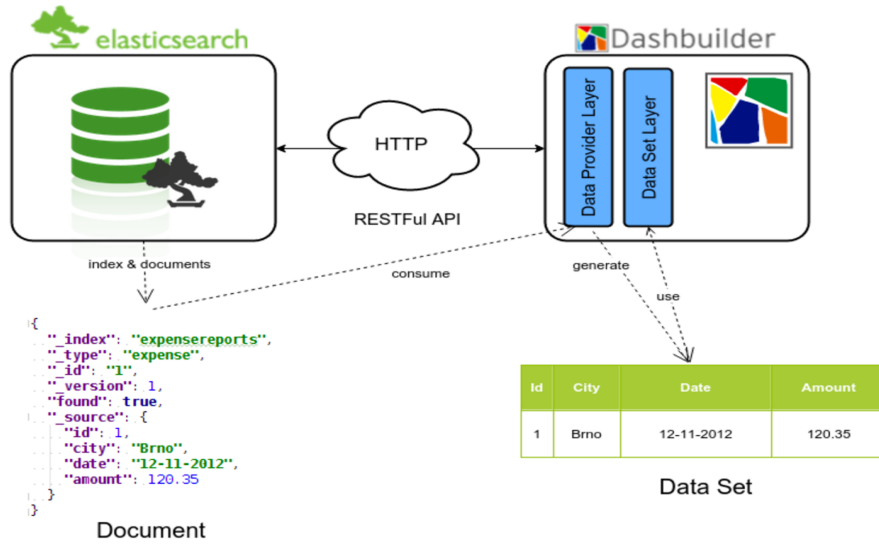 elasticsearch
Dashbuilder
HTTP
RESTFul API
Data Provider Layer
Data Set Layer
index & documents
consume
generate
use
{
"_index": "expensereports",
"_type": "expense",
"_id": "1",
"_version": 1,
"found": true,
"_source": {
"id": 1,
"city": "Brno",
"date": "12-11-2012",
"amount": 120.35
}
}
Document
Id City Date Amount
1 Brno 12-11-2012 120.35
Data Set